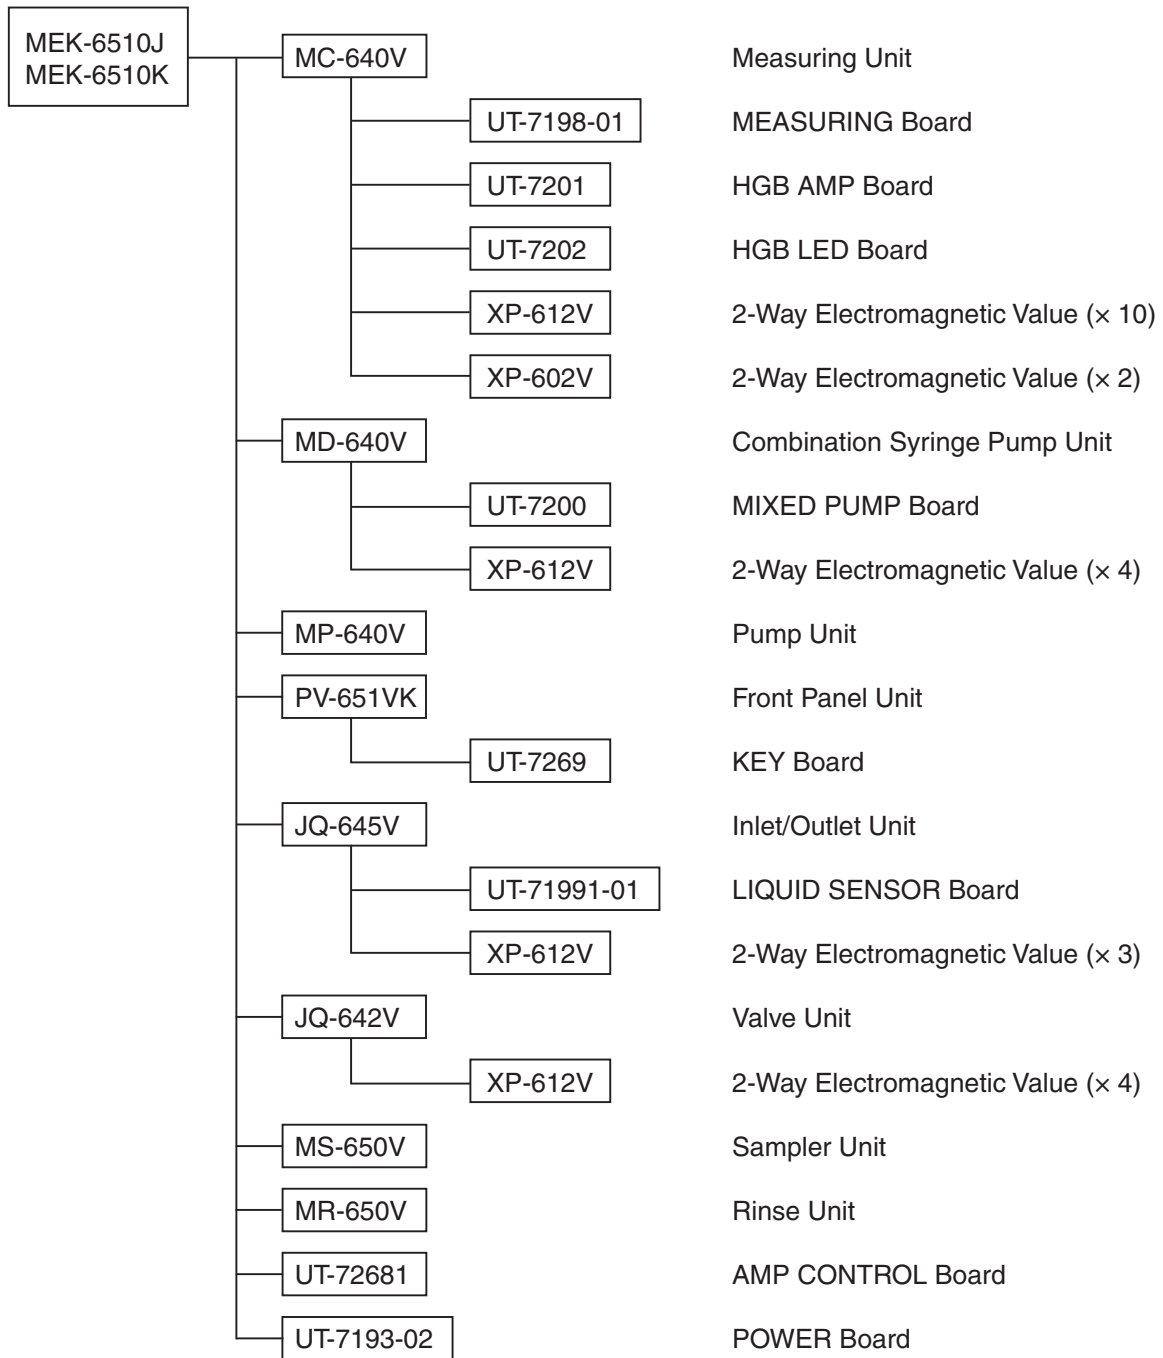 MEK-6510J
MEK-6510K
MC-640V Measuring Unit
UT-7198-01 MEASURING Board
UT-7201 HGB AMP Board
UT-7202 HGB LED Board
XP-612V 2-Way Electromagnetic Value (× 10)
XP-602V 2-Way Electromagnetic Value (× 2)
MD-640V Combination Syringe Pump Unit
UT-7200 MIXED PUMP Board
XP-612V 2-Way Electromagnetic Value (× 4)
MP-640V Pump Unit
PV-651VK Front Panel Unit
UT-7269 KEY Board
JQ-645V Inlet/Outlet Unit
UT-71991-01 LIQUID SENSOR Board
XP-612V 2-Way Electromagnetic Value (× 3)
JQ-642V Valve Unit
XP-612V 2-Way Electromagnetic Value (× 4)
MS-650V Sampler Unit
MR-650V Rinse Unit
UT-72681 AMP CONTROL Board
UT-7193-02 POWER Board